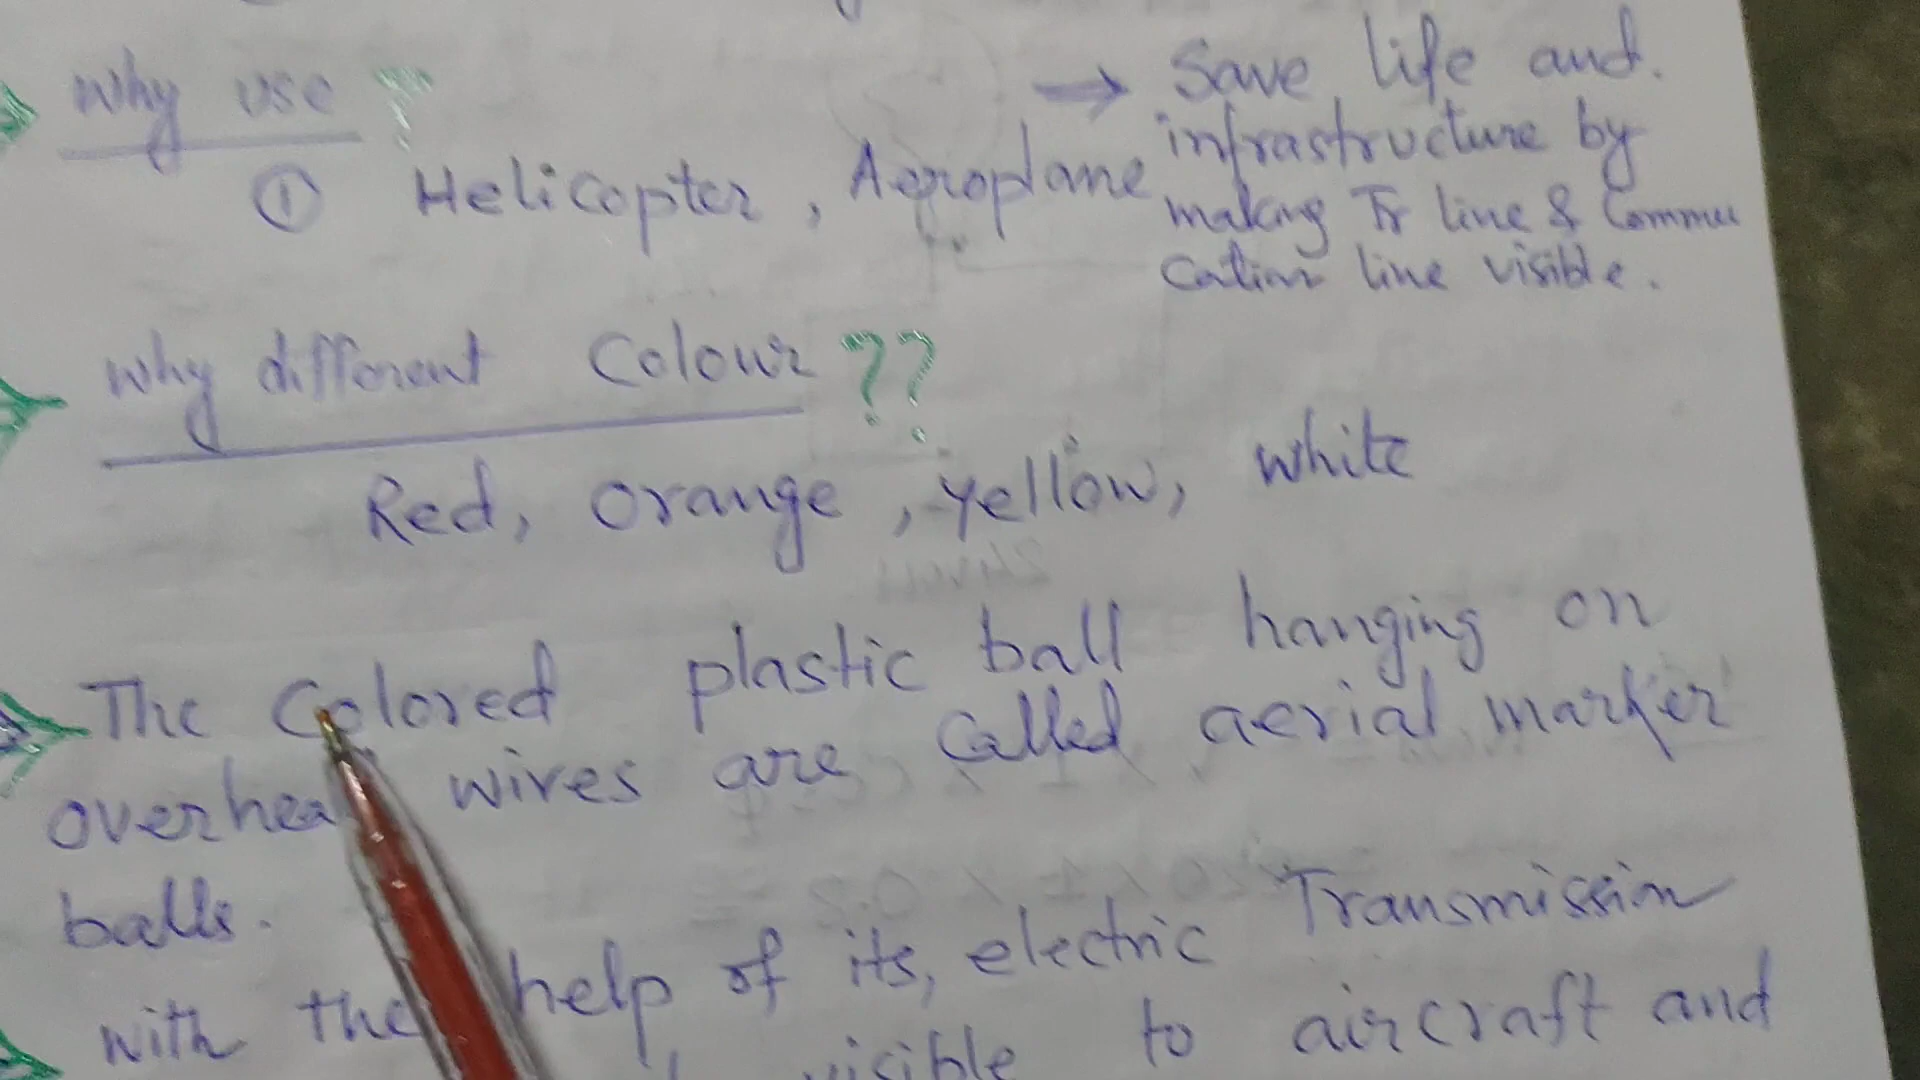 Why use ?
① Helicopter, Aeroplane → Save life and.
infrastructure by
making Tr line & Commu
cation line visible.
Why different Colour ??
Red, Orange, yellow, white
The Colored plastic ball hanging on
overhea wires are called aerial marker
balls.
with the help of its, electric Transmission
visible to aircraft and